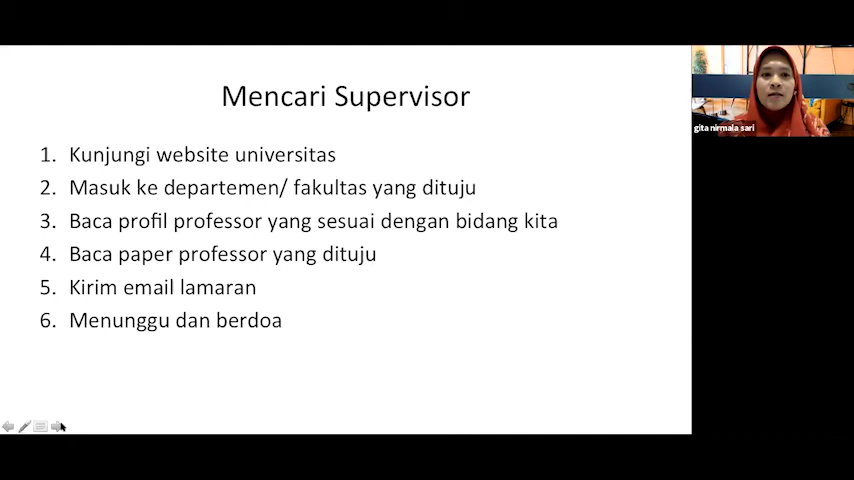 Mencari Supervisor
1. Kunjungi website universitas
2. Masuk ke departemen/ fakultas yang dituju
3. Baca profil professor yang sesuai dengan bidang kita
4. Baca paper professor yang dituju
5. Kirim email lamaran
6. Menunggu dan berdoa
gita nirmala sari